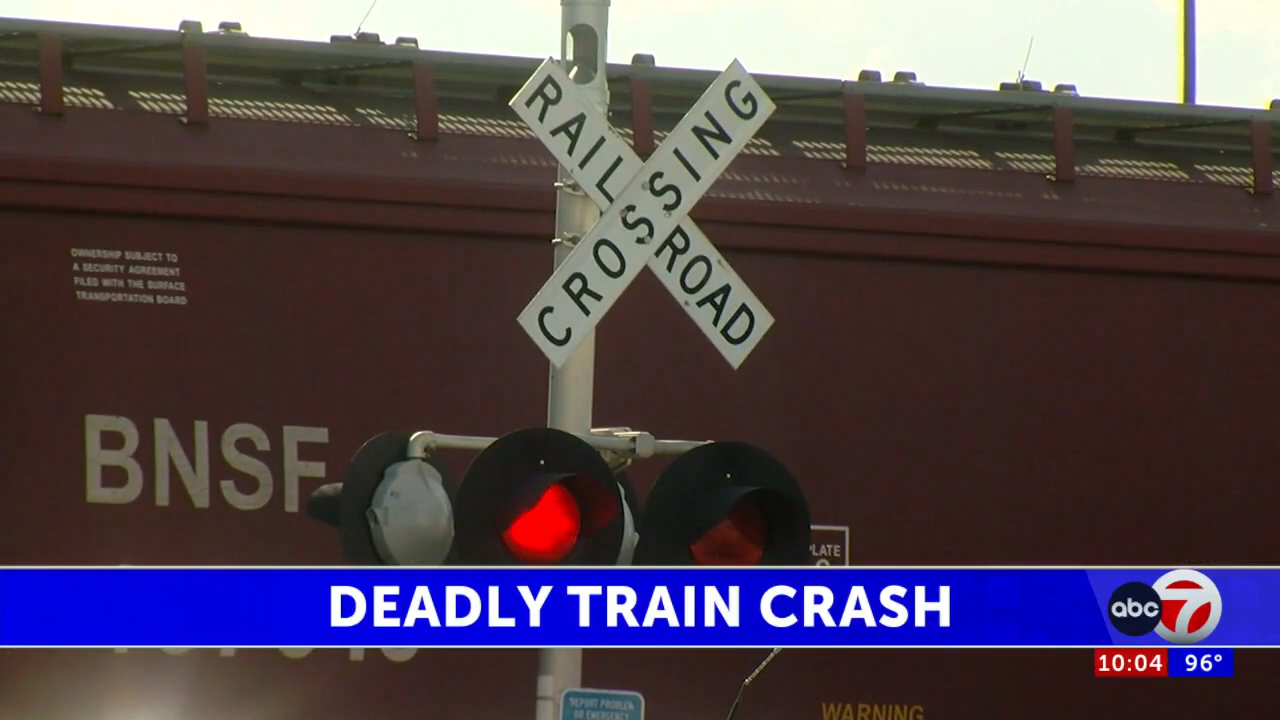 RAILROAD
CROSSING
OWNERSHIP SUBJECT TO
A SECURITY AGREEMENT
FILED WITH THE SURFACE
TRANSPORTATION BOARD
BNSF
PLATE
DEADLY TRAIN CRASH
abc 7
10:04 96°
REPORT PROBLEM
OR EMERGENCY
WARNING